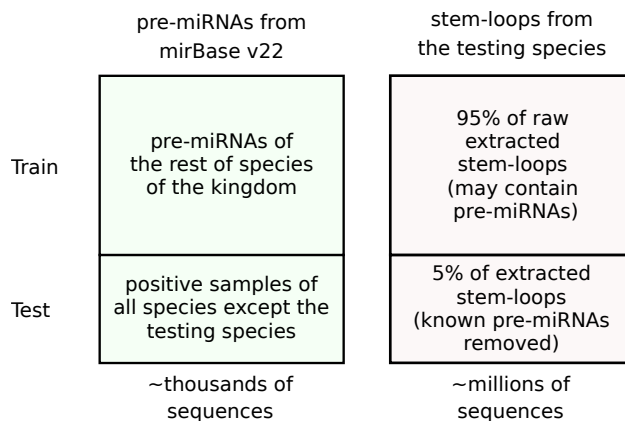 pre-miRNAs from
mirBase v22
stem-loops from
the testing species
Train
pre-miRNAs of
the rest of species
of the kingdom
95% of raw
extracted
stem-loops
(may contain
pre-miRNAs)
Test
positive samples of
all species except the
testing species
5% of extracted
stem-loops
(known pre-miRNAs
removed)
~thousands of
sequences
~millions of
sequences